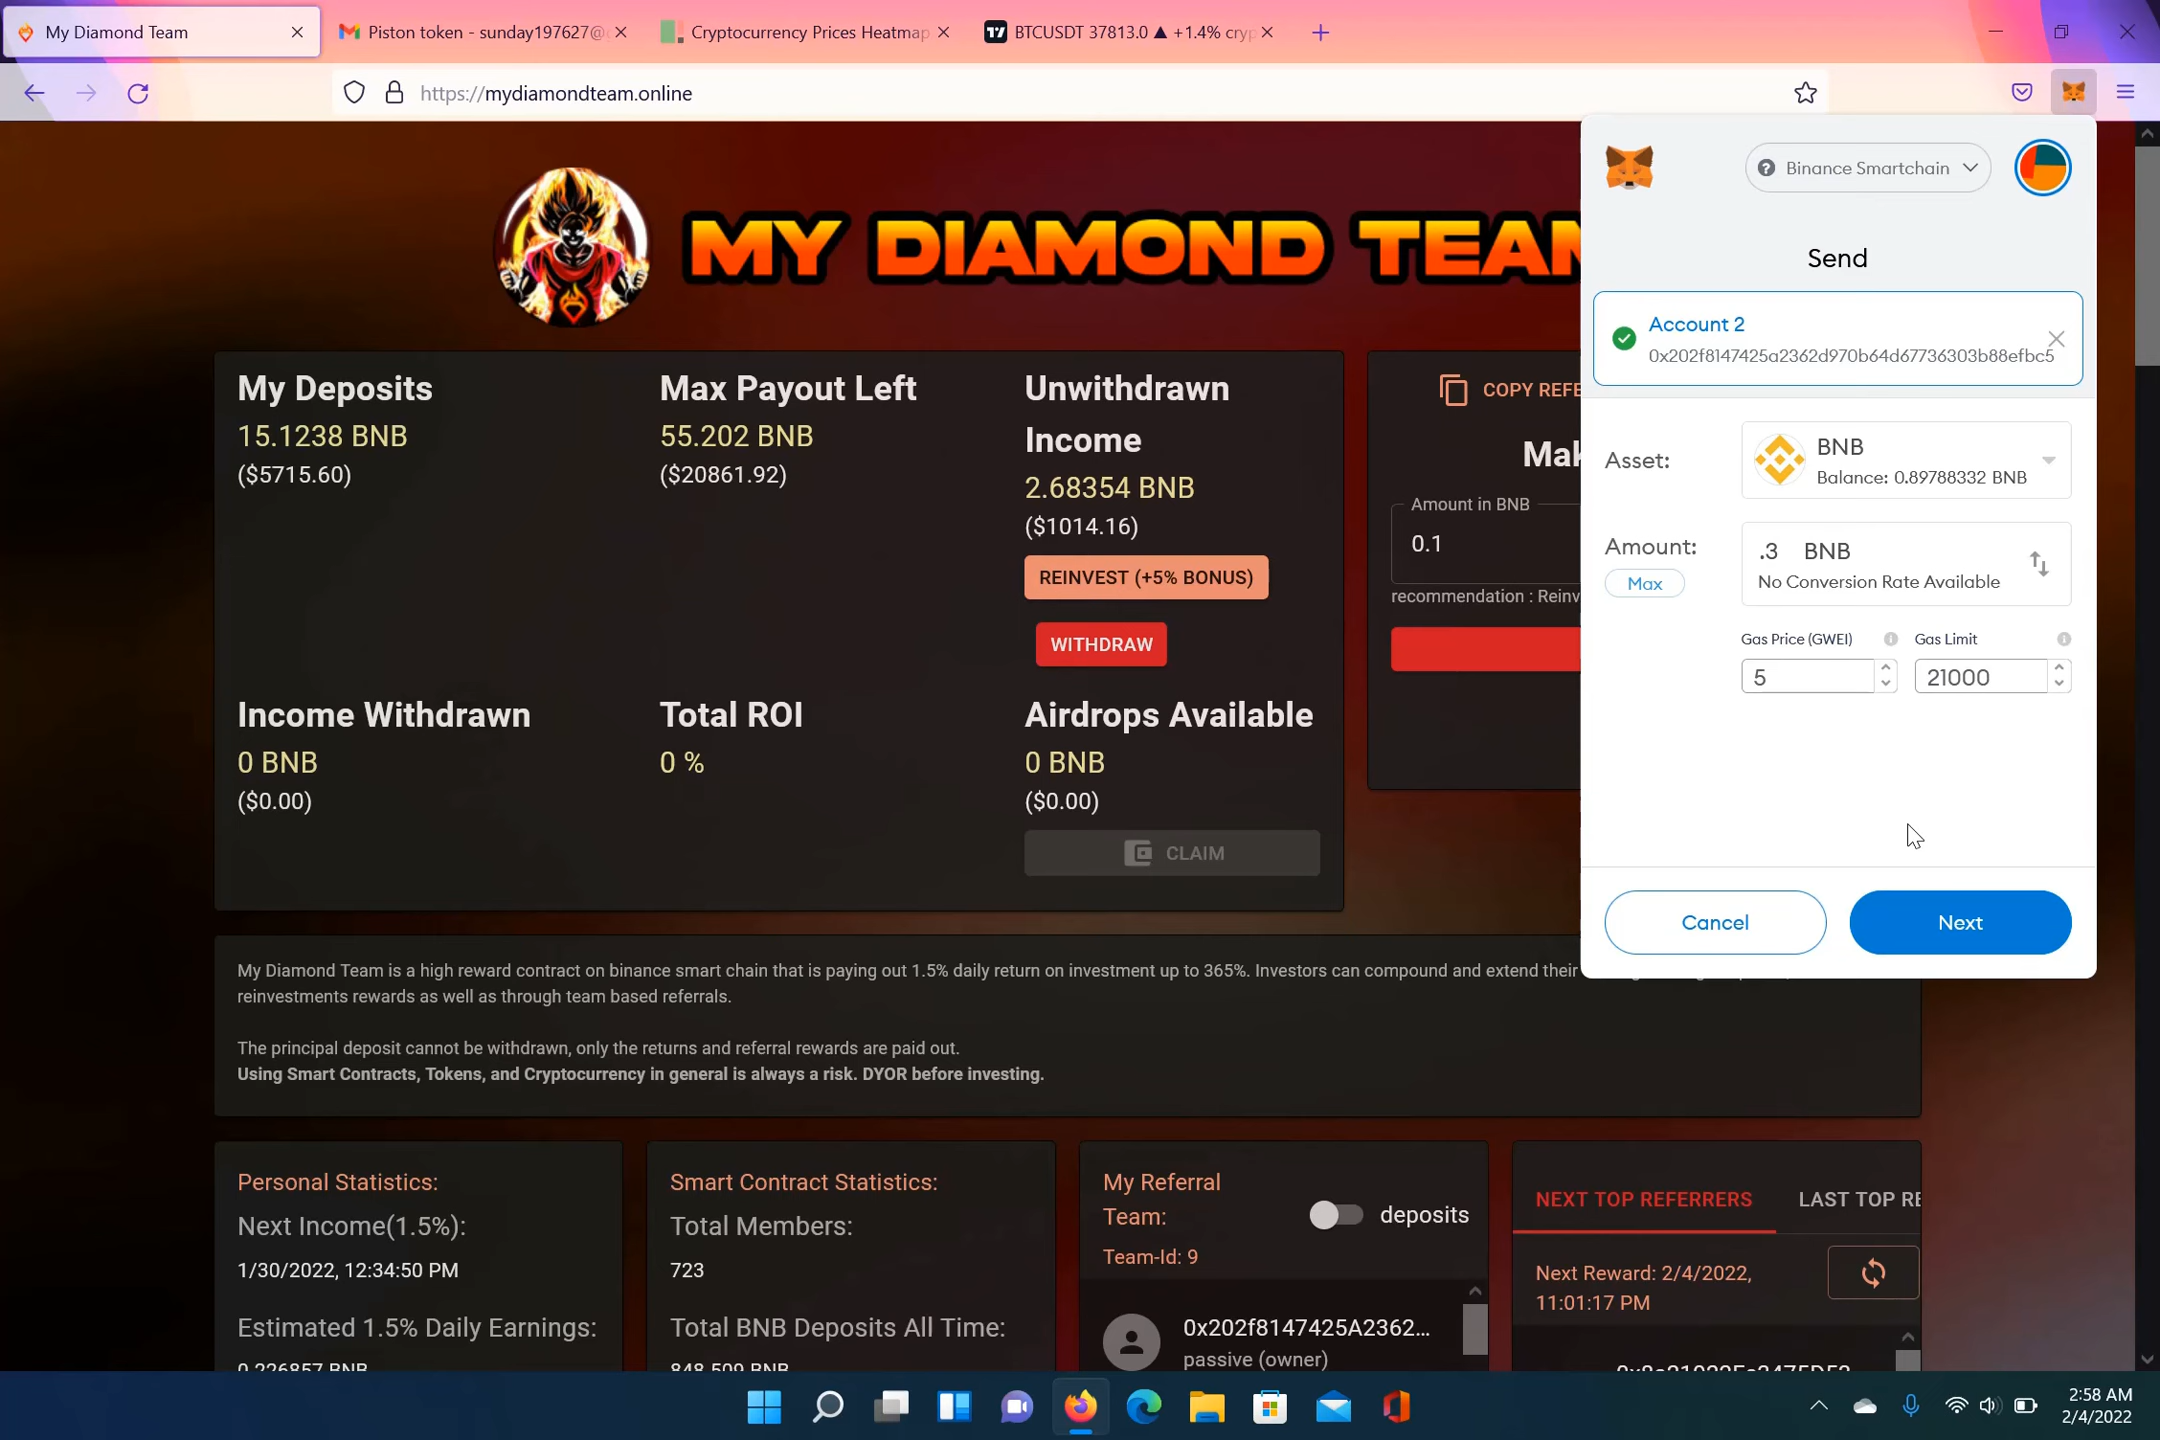 My Diamond Team
Piston token - sunday197627@
Cryptocurrency Prices Heatmap
BTCUSDT 37813.0 ▲ +1.4% cryp
https://mydiamondteam.online
MY DIAMOND TEAM
My Deposits
15.1238 BNB
($5715.60)
Max Payout Left
55.202 BNB
($20861.92)
Unwithdrawn
Income
2.68354 BNB
($1014.16)
REINVEST (+5% BONUS)
WITHDRAW
Income Withdrawn
0 BNB
($0.00)
Total ROI
0 %
Airdrops Available
0 BNB
($0.00)
CLAIM
COPY REFE
Mak
Amount in BNB
0.1
recommendation : Reinv
Binance Smartchain
Send
Account 2
0x202f8147425a2362d970b64d67736303b88efbc5
Asset:
BNB
Balance: 0.89788332 BNB
Amount:
Max
.3 BNB
No Conversion Rate Available
Gas Price (GWEI)
5
Gas Limit
21000
Cancel
Next
My Diamond Team is a high reward contract on binance smart chain that is paying out 1.5% daily return on investment up to 365%. Investors can compound and extend their
reinvestments rewards as well as through team based referrals.
The principal deposit cannot be withdrawn, only the returns and referral rewards are paid out.
Using Smart Contracts, Tokens, and Cryptocurrency in general is always a risk. DYOR before investing.
Personal Statistics:
Next Income(1.5%):
1/30/2022, 12:34:50 PM
Estimated 1.5% Daily Earnings:
0.226857 BNB
Smart Contract Statistics:
Total Members:
723
Total BNB Deposits All Time:
848.509 BNB
My Referral
Team:
deposits
Team-Id: 9
0x202f8147425A2362...
passive (owner)
NEXT TOP REFERRERS
LAST TOP RE
Next Reward: 2/4/2022,
11:01:17 PM
2:58 AM
2/4/2022